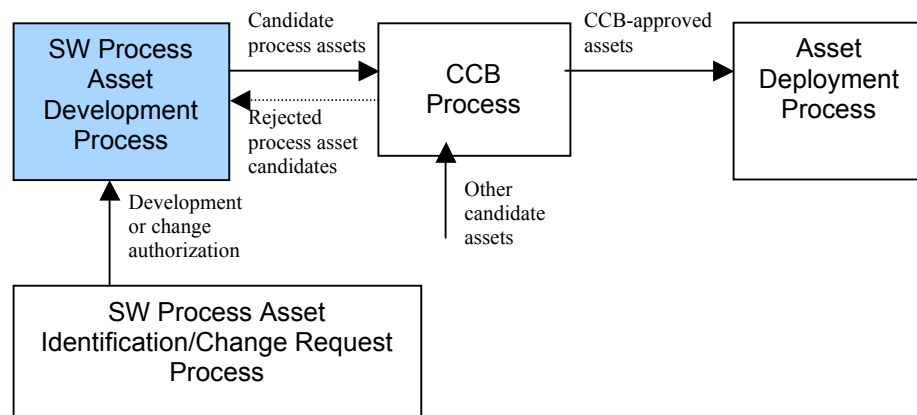 SW Process
Asset
Development
Process
Candidate
process assets
Rejected
process asset
candidates
CCB
Process
CCB-approved
assets
Asset
Deployment
Process
Development
or change
authorization
Other
candidate
assets
SW Process Asset
Identification/Change Request
Process